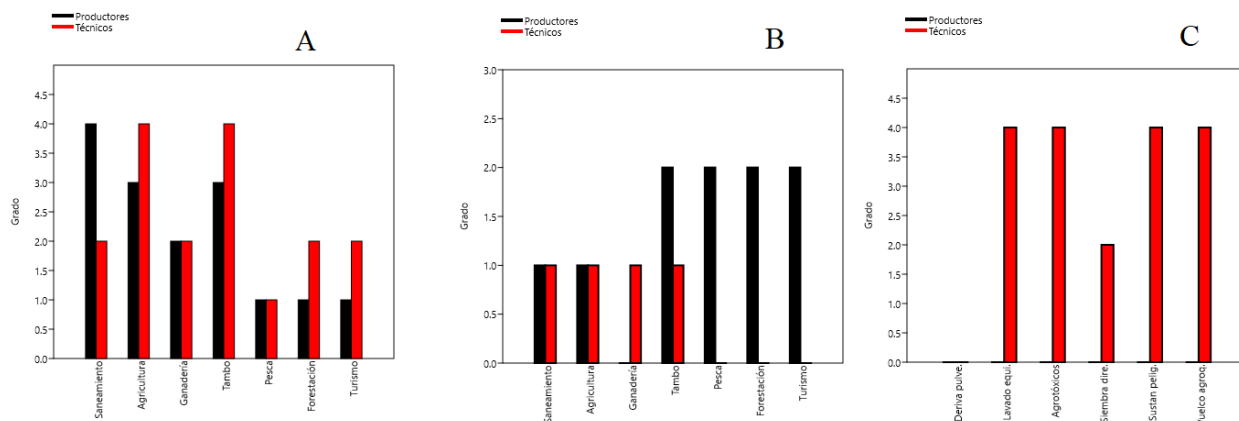 Productores
Técnicos
A
Grado
4.5
4.0
3.5
3.0
2.5
2.0
1.5
1.0
0.5
0.0
Saneamiento
Agricultura
Ganadería
Tambo
Pesca
Forestación
Turismo
Productores
Técnicos
B
Grado
3.0
2.5
2.0
1.5
1.0
0.5
0.0
Saneamiento
Agricultura
Ganadería
Tambo
Pesca
Forestación
Turismo
Productores
Técnicos
C
Grado
4.5
4.0
3.5
3.0
2.5
2.0
1.5
1.0
0.5
0.0
Deriva pulve.
Lavado equi.
Agrotóxicos
Siembra dire.
Sustan pelig.
Vuelco agroq.